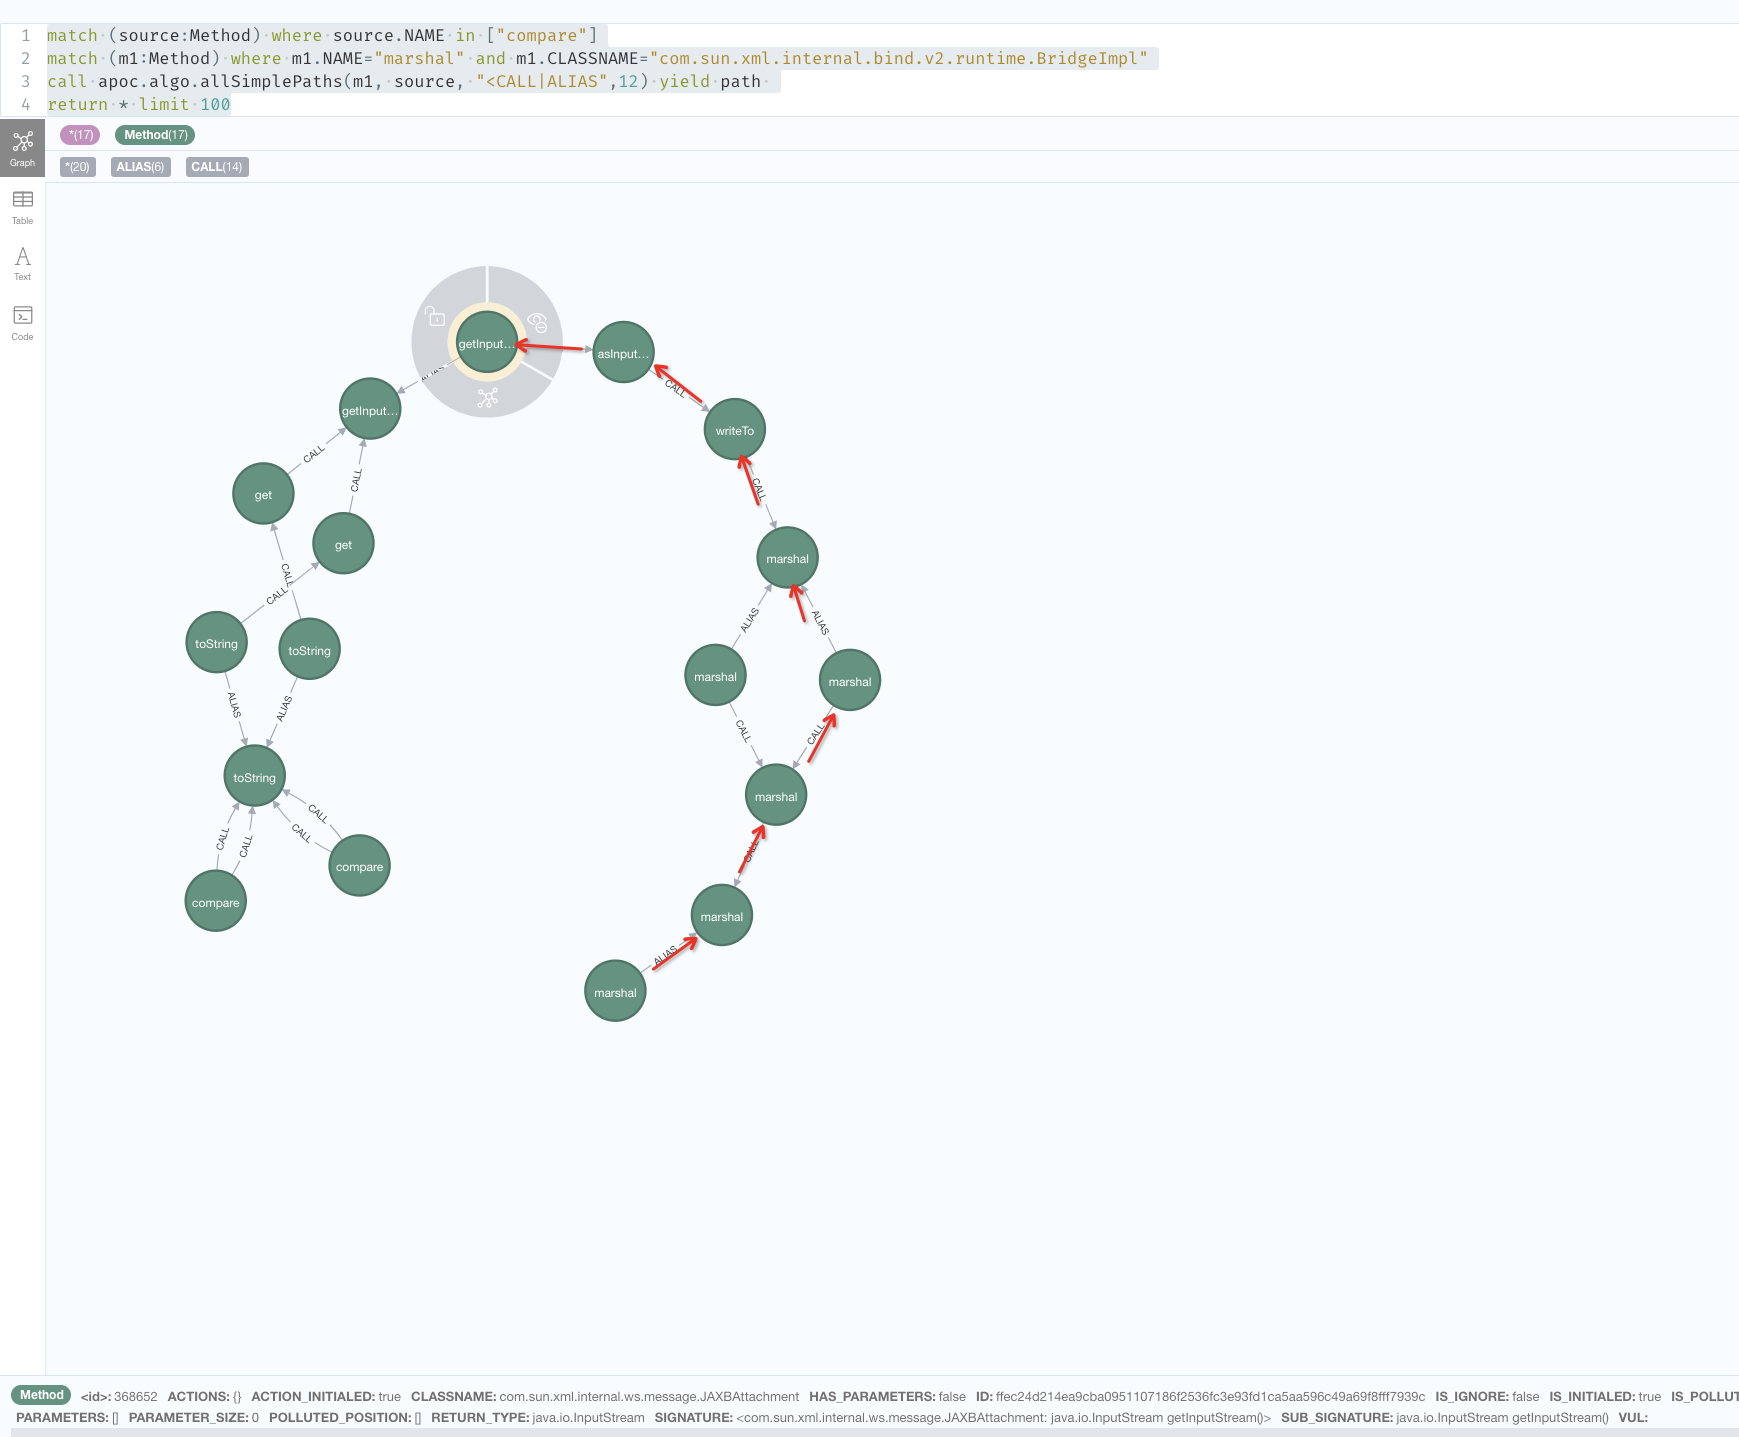 1 match (source:Method) where source.NAME in ["compare"]
2 match (m1:Method) where m1.NAME="marshal" and m1.CLASSNAME="com.sun.xml.internal.bind.v2.runtime.BridgeImpl"
3 call apoc.algo.allSimplePaths(m1, source, "<CALL|ALIAS",12) yield path
4 return * limit 100
*(17) Method(17)
Graph
*(20) ALIAS(6) CALL(14)
Table
Text
Code
getInput...
asInput...
ALIAS
CALL
getInput...
writeTo
CALL
CALL
CALL
get
get
marshal
CALL
CALL
ALIAS
ALIAS
toString
toString
marshal
marshal
ALIAS
ALIAS
CALL
CALL
toString
marshal
CALL
CALL
CALL
CALL
CALL
compare
compare
marshal
ALIAS
marshal
Method <id>: 368652 ACTIONS: {} ACTION_INITIALED: true CLASSNAME: com.sun.xml.internal.ws.message.JAXBAttachment HAS_PARAMETERS: false ID: ffec24d214ea9cba0951107186f2536fc3e93fd1ca5aa596c49a69f8fff7939c IS_IGNORE: false IS_INITIALED: true IS_POLLUT
PARAMETERS: [] PARAMETER_SIZE: 0 POLLUTED_POSITION: [] RETURN_TYPE: java.io.InputStream SIGNATURE: <com.sun.xml.internal.ws.message.JAXBAttachment: java.io.InputStream getInputStream()> SUB_SIGNATURE: java.io.InputStream getInputStream() VUL: